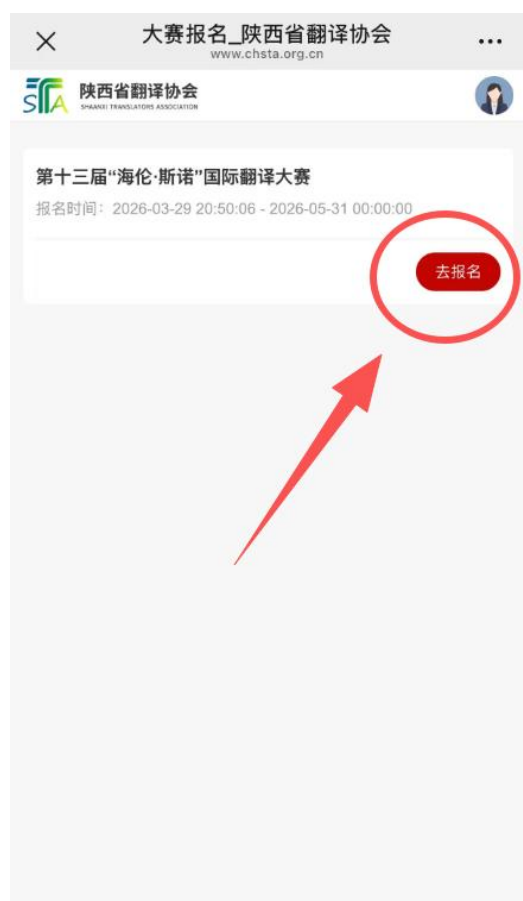 大赛报名_陕西省翻译协会
www.chsta.org.cn
STA 陕西省翻译协会
SHAANXI TRANSLATORS ASSOCIATION
第十三届“海伦·斯诺”国际翻译大赛
报名时间：2026-03-29 20:50:06 - 2026-05-31 00:00:00
去报名